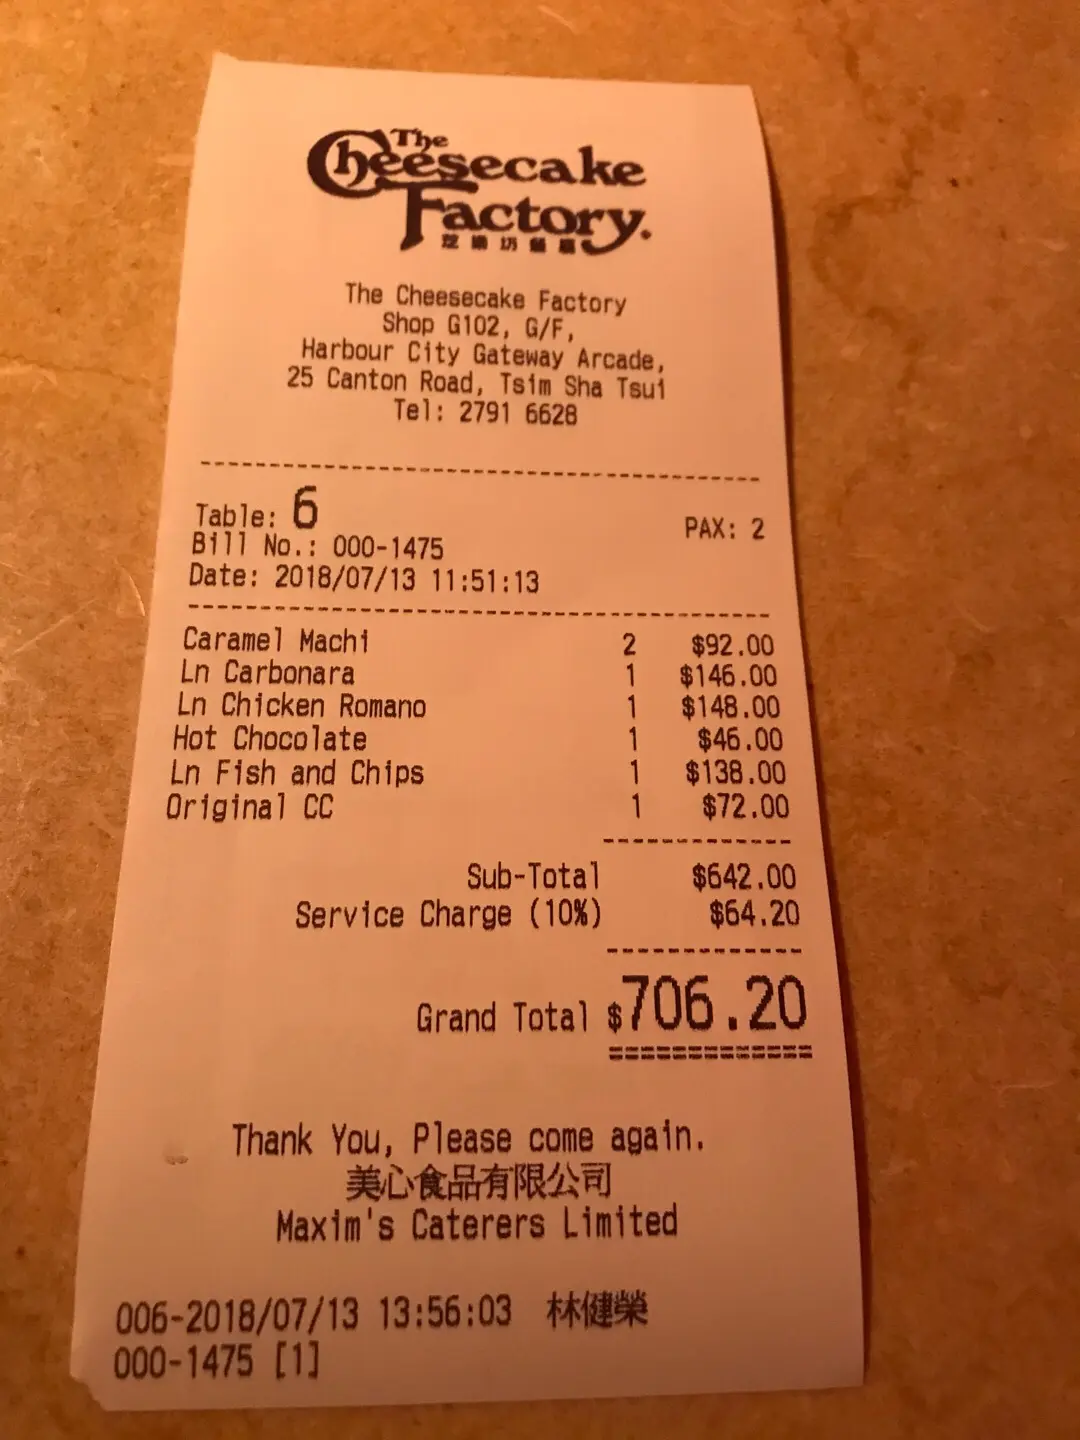 The
Cheesecake
Factory.
芝樂坊餐廳
The Cheesecake Factory
Shop G102, G/F,
Harbour City Gateway Arcade,
25 Canton Road, Tsim Sha Tsui
Tel: 2791 6628
Table: 6 PAX: 2
Bill No.: 000-1475
Date: 2018/07/13 11:51:13
Caramel Machi 2 $92.00
Ln Carbonara 1 $146.00
Ln Chicken Romano 1 $148.00
Hot Chocolate 1 $46.00
Ln Fish and Chips 1 $138.00
Original CC 1 $72.00
Sub-Total $642.00
Service Charge (10%) $64.20
Grand Total $706.20
Thank You, Please come again.
美心食品有限公司
Maxim's Caterers Limited
006-2018/07/13 13:56:03 林健榮
000-1475 [1]